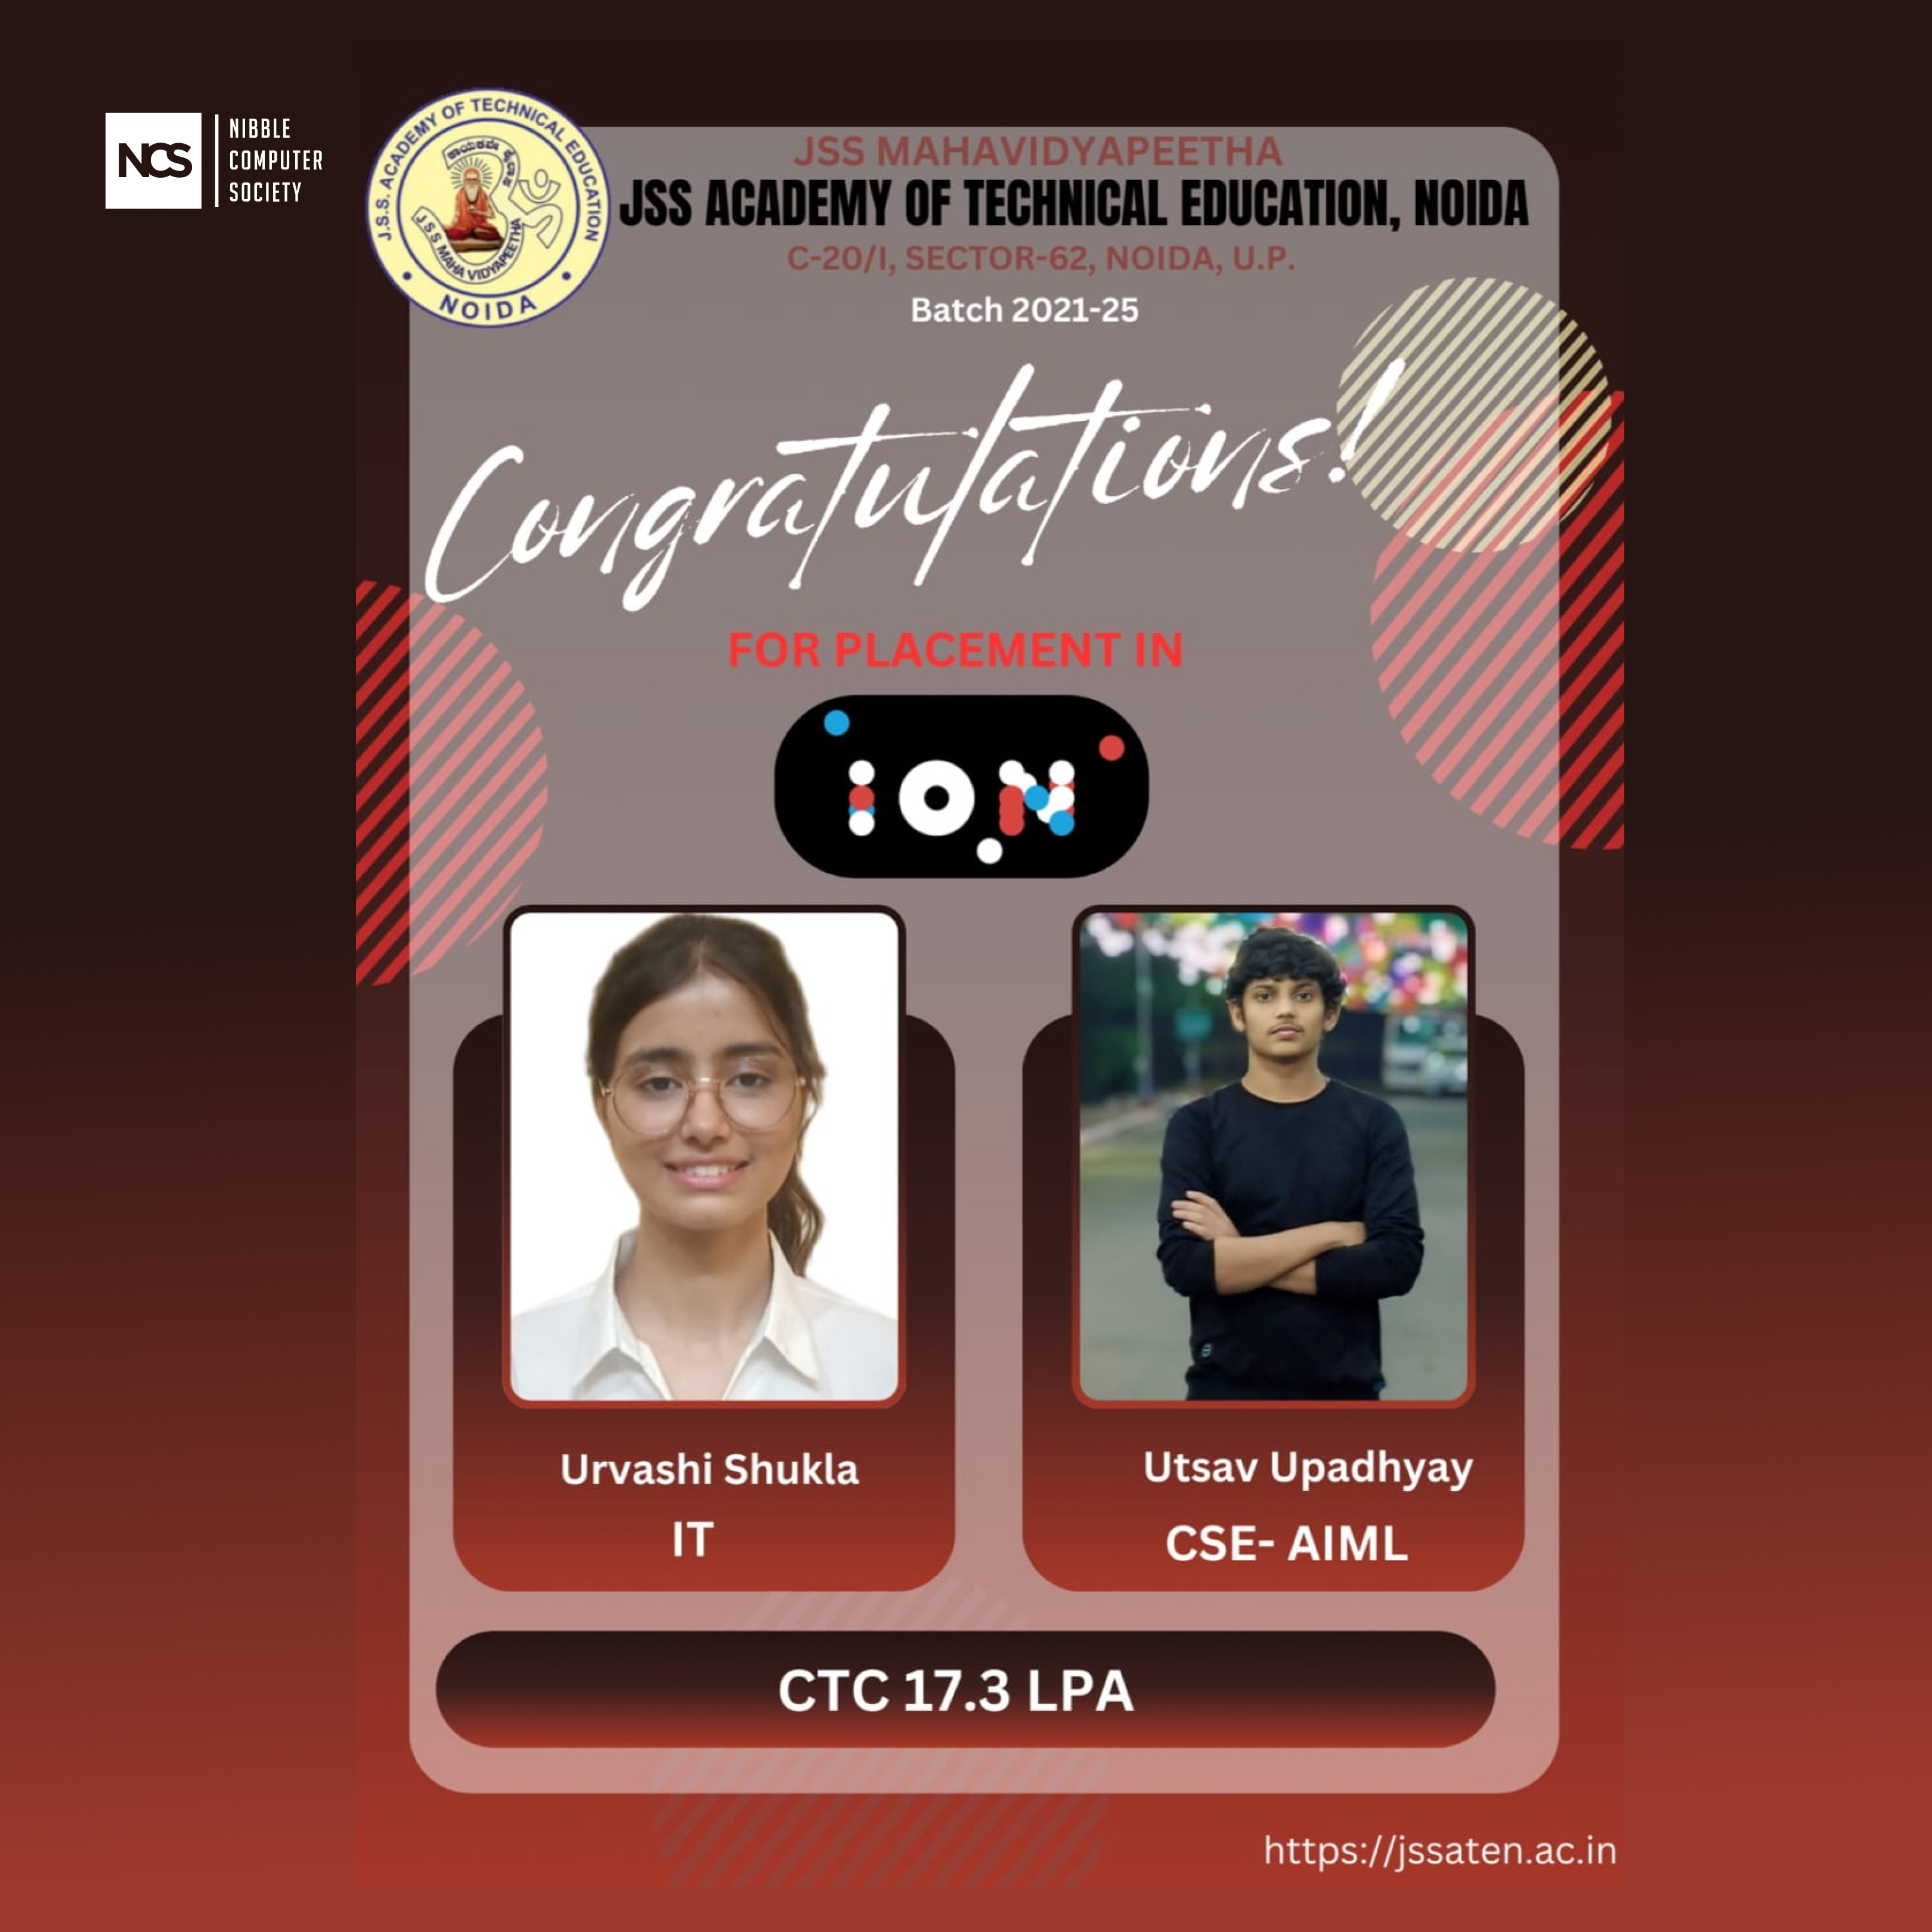 NCS
NIBBLE
COMPUTER
SOCIETY
J.S.S. ACADEMY OF TECHNICAL EDUCATION
JSS MAHA VIDYAPEETHA
NOIDA
JSS MAHAVIDYAPEETHA
JSS ACADEMY OF TECHNICAL EDUCATION, NOIDA
C-20/I, SECTOR-62, NOIDA, U.P.
Batch 2021-25
Congratulations!
FOR PLACEMENT IN
ION
Urvashi Shukla
IT
Utsav Upadhyay
CSE- AIML
CTC 17.3 LPA
https://jssaten.ac.in